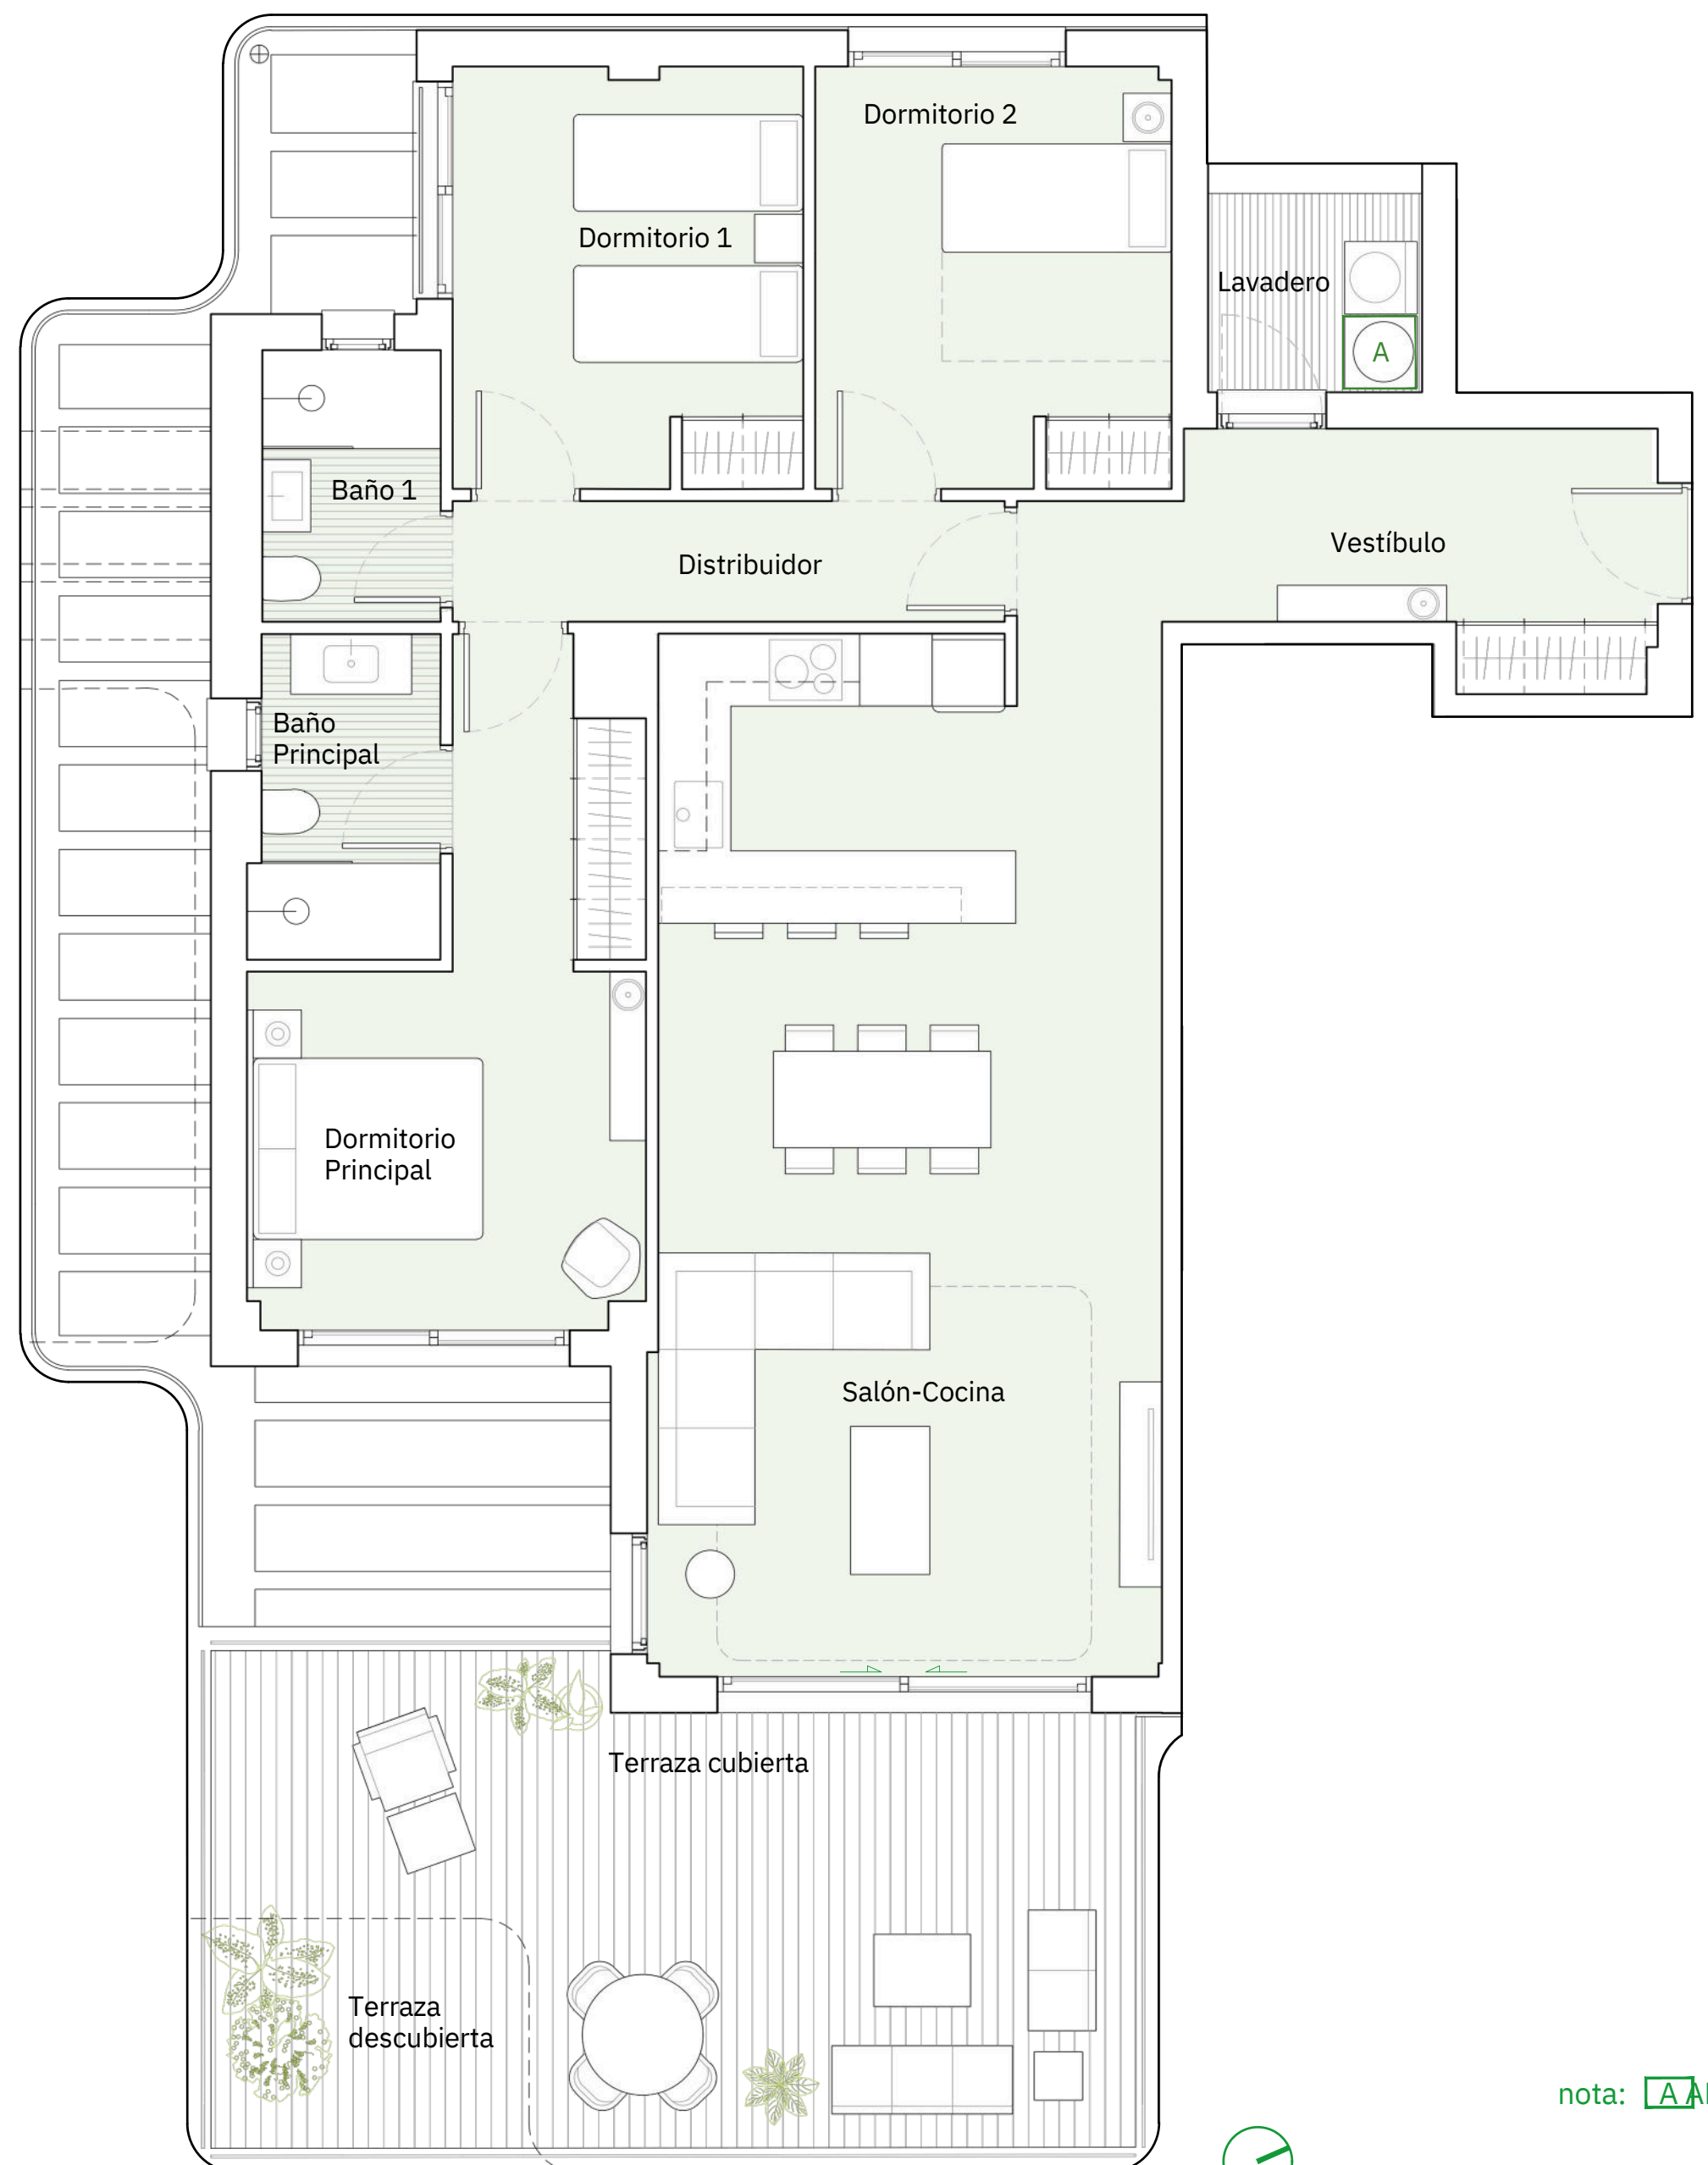 Dormitorio 2
Dormitorio 1
Lavadero
A
Baño 1
Vestíbulo
Distribuidor
Baño
Principal
Dormitorio
Principal
Salón-Cocina
Terraza cubierta
Terraza
descubierta
nota: A